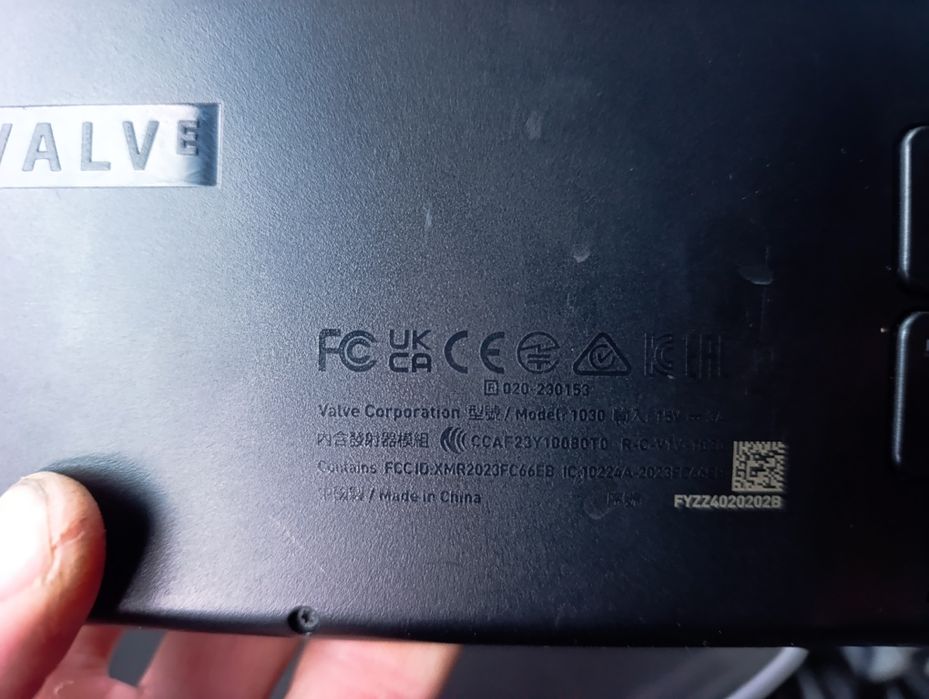 VALVE
FC UK CA CE
R 020-230153
Valve Corporation 型號 / Model: 1030 輸入
內含發射器模組 CCAF23Y10080T0
Contains FCC ID:XMR2023FC66EB
Made in China
FYZZ4020202B